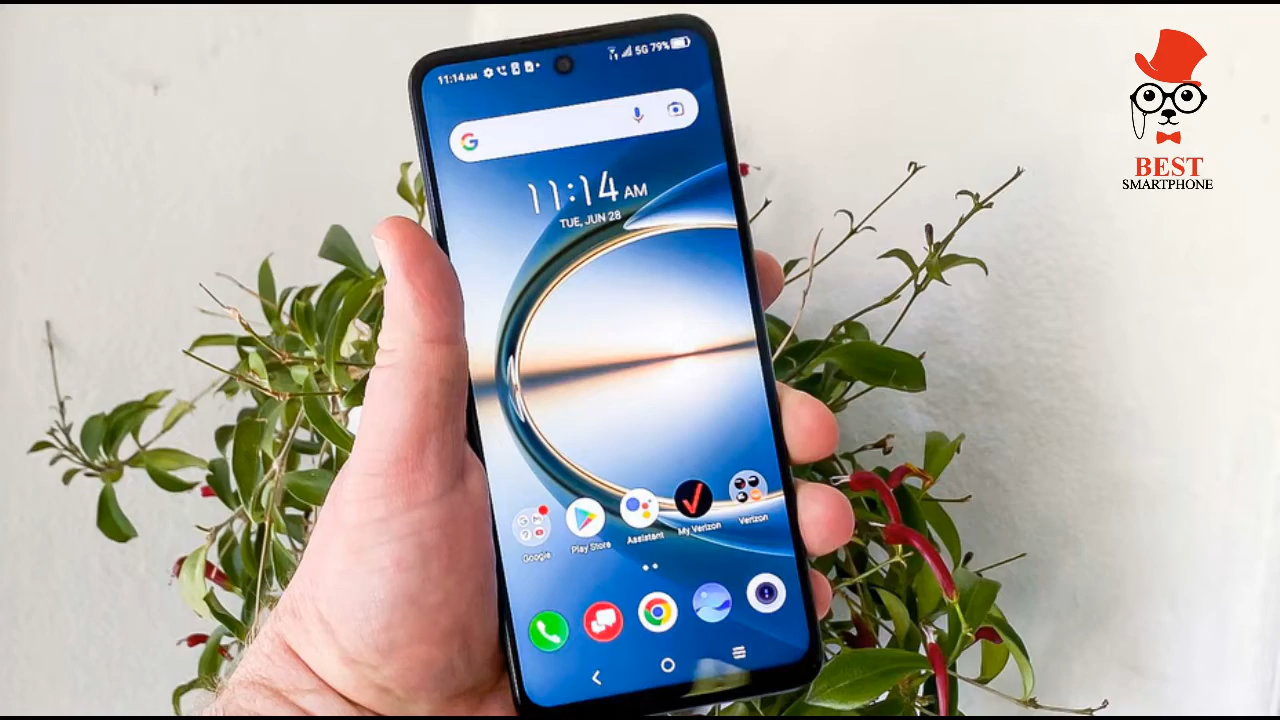 11:14 AM
5G 79%
G
11:14 AM
TUE, JUN 28
Google
Play Store
Assistant
My Verizon
Verizon
BEST
SMARTPHONE